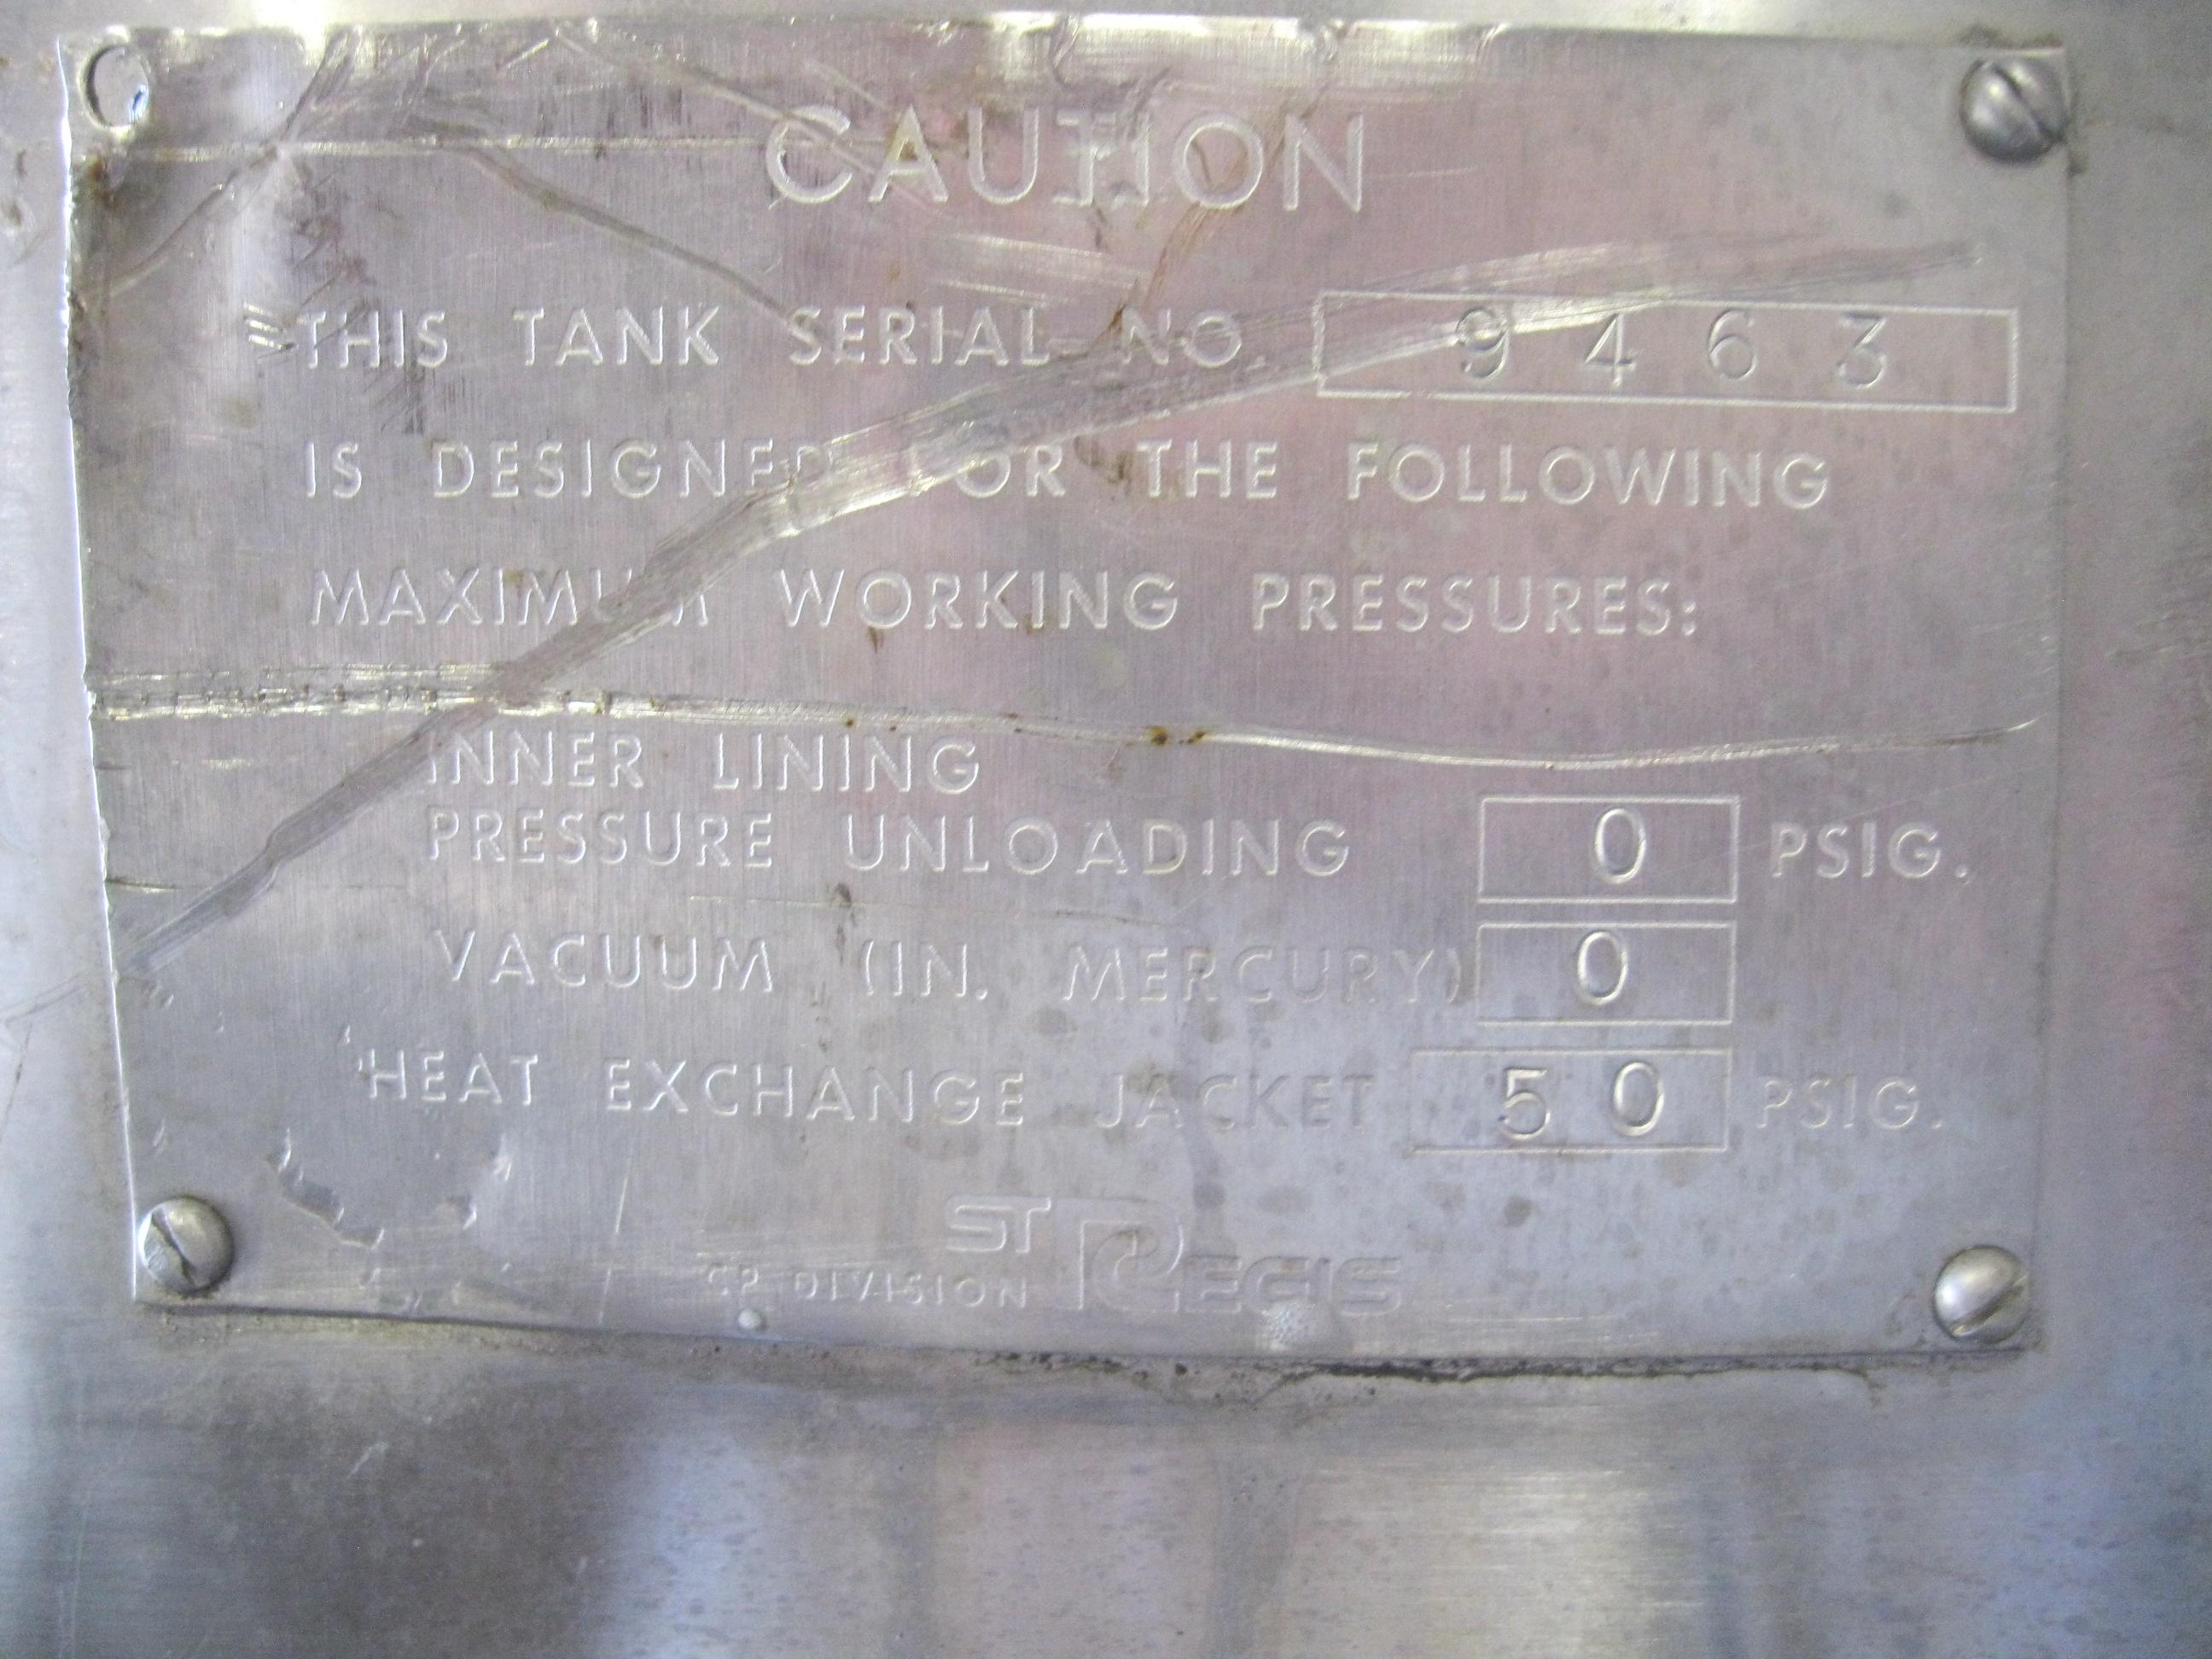 CAUTION
THIS TANK SERIAL NO. 9463
IS DESIGNED FOR THE FOLLOWING
MAXIMUM WORKING PRESSURES:
INNER LINING
PRESSURE UNLOADING 0 PSIG.
VACUUM (IN. MERCURY) 0
HEAT EXCHANGE JACKET 50 PSIG.
CP DIVISION ST REGIS